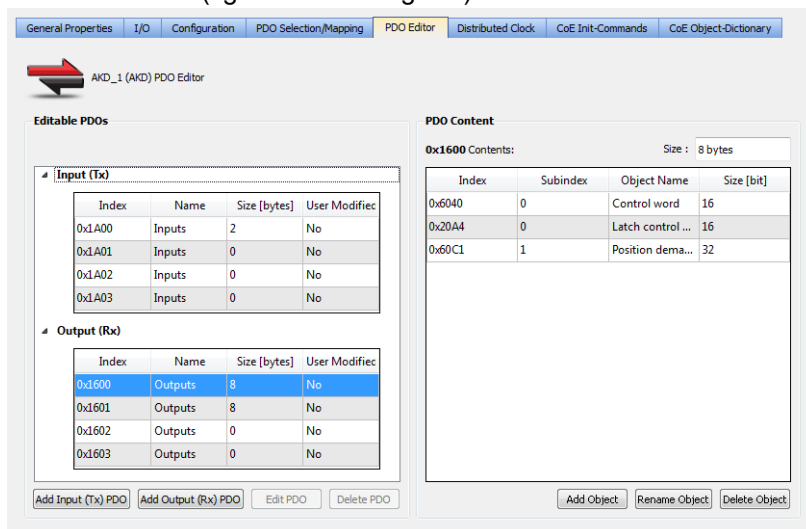 General Properties I/O Configuration PDO Selection/Mapping PDO Editor Distributed Clock CoE Init-Commands CoE Object-Dictionary
AKD_1 (AKD) PDO Editor
Editable PDOs
Input (Tx)
Index Name Size [bytes] User Modified
0x1A00 Inputs 2 No
0x1A01 Inputs 0 No
0x1A02 Inputs 0 No
0x1A03 Inputs 0 No
Output (Rx)
Index Name Size [bytes] User Modified
0x1600 Outputs 8 No
0x1601 Outputs 8 No
0x1602 Outputs 0 No
0x1603 Outputs 0 No
Add Input (Tx) PDO Add Output (Rx) PDO Edit PDO Delete PDO
PDO Content
0x1600 Contents: Size : 8 bytes
Index Subindex Object Name Size [bit]
0x6040 0 Control word 16
0x20A4 0 Latch control ... 16
0x60C1 1 Position dema... 32
Add Object Rename Object Delete Object